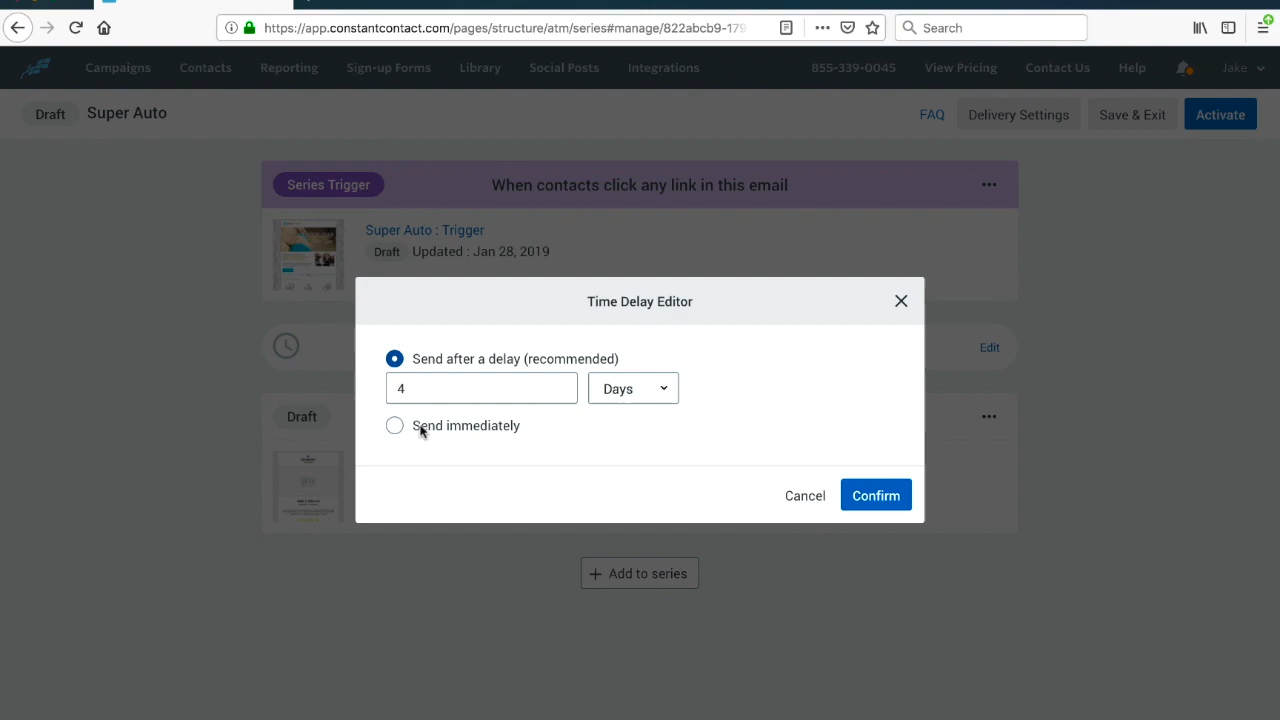 https://app.constantcontact.com/pages/structure/atm/series#manage/822abcb9-179
Search
Campaigns Contacts Reporting Sign-up Forms Library Social Posts Integrations 855-339-0045 View Pricing Contact Us Help Jake
Draft Super Auto FAQ Delivery Settings Save & Exit Activate
Series Trigger When contacts click any link in this email
Super Auto : Trigger
Draft Updated : Jan 28, 2019
Time Delay Editor
Edit
Send after a delay (recommended)
4 Days
Draft
Send immediately
Cancel Confirm
+ Add to series